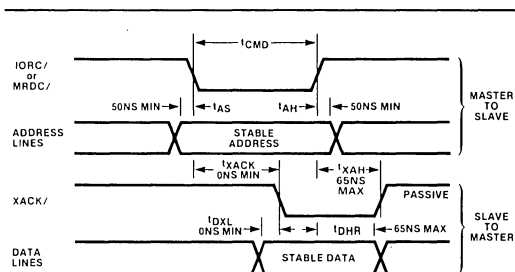 tCMD
IORC/
or
MRDC/
50NS MIN tAS tAH 50NS MIN
MASTER
TO
SLAVE
ADDRESS
LINES
STABLE
ADDRESS
tXACK
0NS MIN
tXAH
65NS
MAX
XACK/
PASSIVE
tDXL
0NS MIN
tDHR 65NS MAX
SLAVE
TO
MASTER
DATA
LINES
STABLE DATA